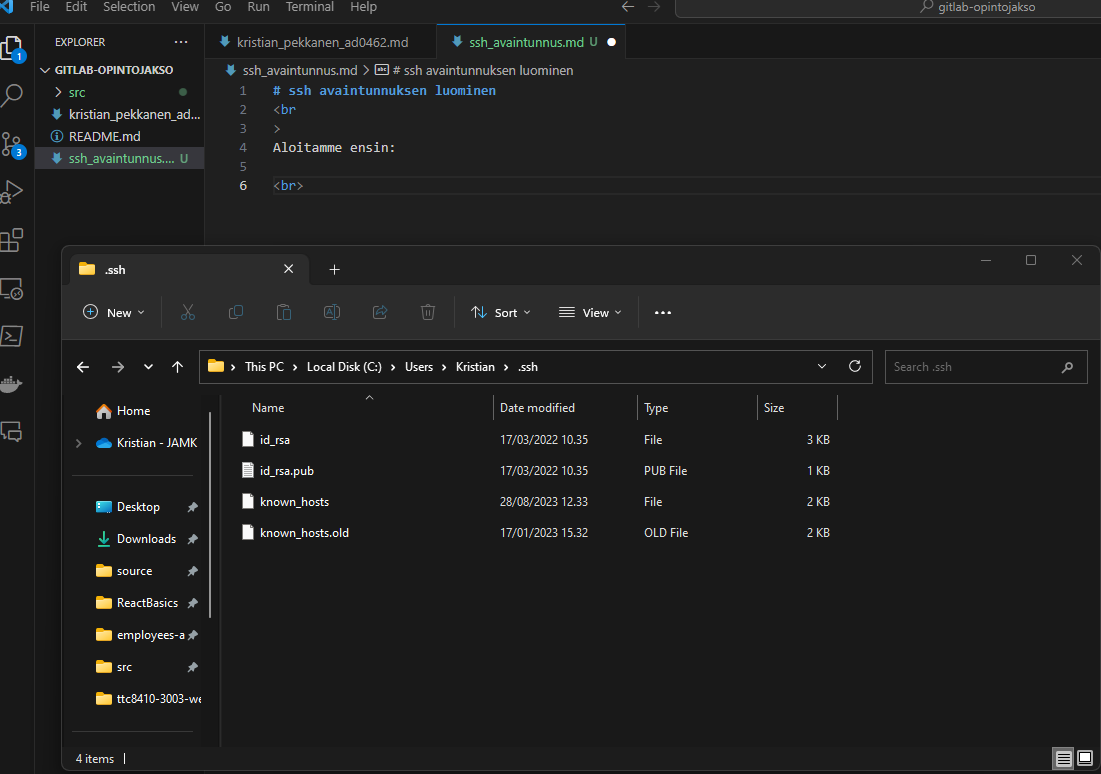 File Edit Selection View Go Run Terminal Help
gitlab-opintojakso
EXPLORER ...
kristian_pekkanen_ad0462.md
ssh_avaintunnus.md U
1
GITLAB-OPINTOJAKSO
src
kristian_pekkanen_ad...
README.md
ssh_avaintunnus.... U
3
ssh_avaintunnus.md > # ssh avaintunnuksen luominen
1 # ssh avaintunnuksen luominen
2 <br
3 >
4 Aloitamme ensin:
5
6 <br>
.ssh
New
Sort
View
...
This PC > Local Disk (C:) > Users > Kristian > .ssh
Search .ssh
Home
Kristian - JAMK
Desktop
Downloads
source
ReactBasics
employees-a
src
ttc8410-3003-we
Name Date modified Type Size
id_rsa 17/03/2022 10.35 File 3 KB
id_rsa.pub 17/03/2022 10.35 PUB File 1 KB
known_hosts 28/08/2023 12.33 File 2 KB
known_hosts.old 17/01/2023 15.32 OLD File 2 KB
4 items